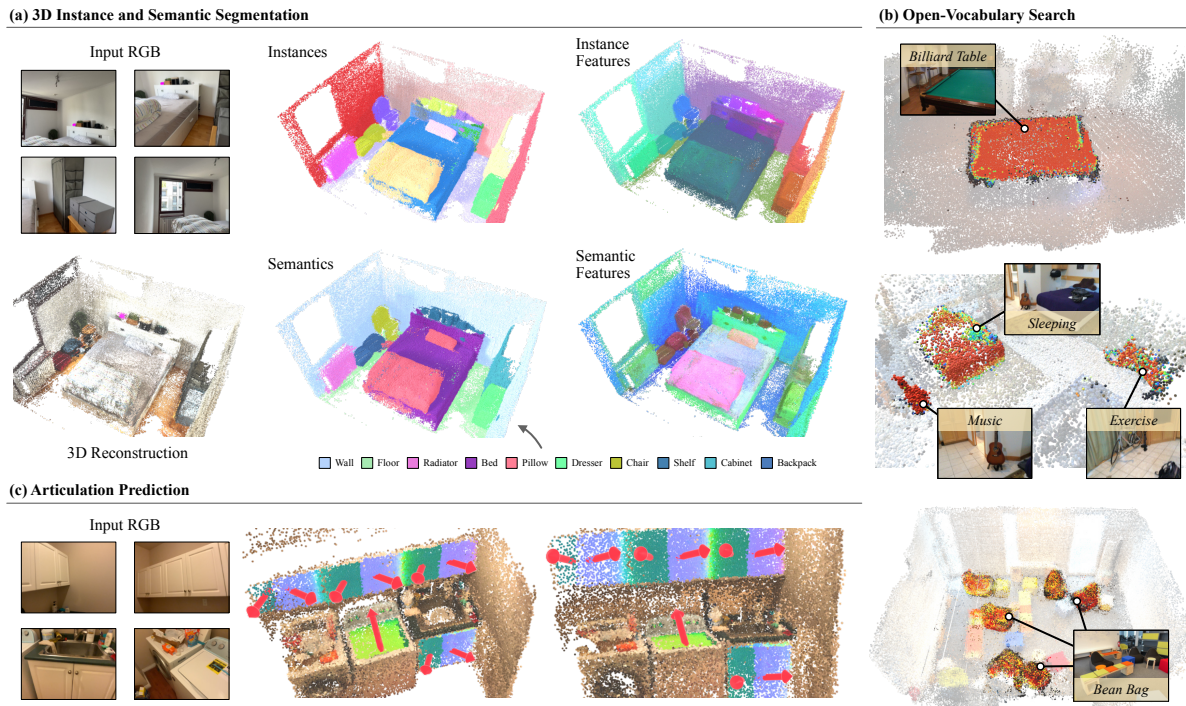 (a) 3D Instance and Semantic Segmentation
Input RGB
Instances
Instance
Features
3D Reconstruction
Semantics
Semantic
Features
Wall
Floor
Radiator
Bed
Pillow
Dresser
Chair
Shelf
Cabinet
Backpack
(b) Open-Vocabulary Search
Billiard Table
Sleeping
Music
Exercise
Bean Bag
(c) Articulation Prediction
Input RGB